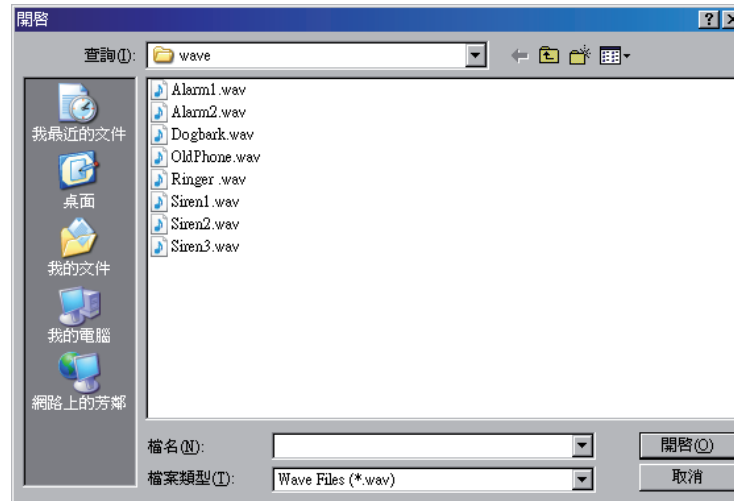 開啓
查詢(I): wave
我最近的文件
桌面
我的文件
我的電腦
網路上的芳鄰
Alarm1.wav
Alarm2.wav
Dogbark.wav
OldPhone.wav
Ringer .wav
Siren1.wav
Siren2.wav
Siren3.wav
檔名(N): 開啓(O)
檔案類型(T): Wave Files (*.wav) 取消